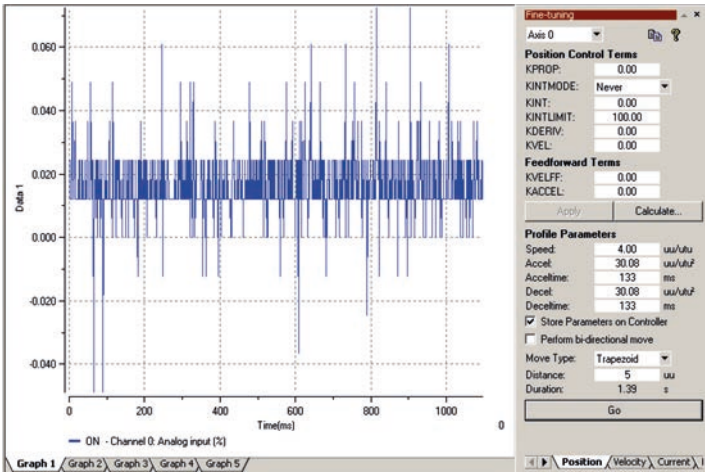 0.060
0.040
0.020
0.000
-0.020
-0.040
Data 1
0
200
400
600
800
1000
0
Time(ms)
ON - Channel 0: Analog input (%)
Graph 1
Graph 2
Graph 3
Graph 4
Graph 5
Fine-tuning
Axis 0
Position Control Terms
KPROP: 0.00
KINTMODE: Never
KINT: 0.00
KINTLIMIT: 100.00
KDERIV: 0.00
KVEL: 0.00
Feedforward Terms
KVELFF: 0.00
KACCEL: 0.00
Apply
Calculate...
Profile Parameters
Speed: 4.00 uu/utu
Accel: 30.08 uu/utu²
Acceltime: 133 ms
Decel: 30.08 uu/utu²
Deceltime: 133 ms
Store Parameters on Controller
Perform bi-directional move
Move Type: Trapezoid
Distance: 5 uu
Duration: 1.39 s
Go
Position
Velocity
Current